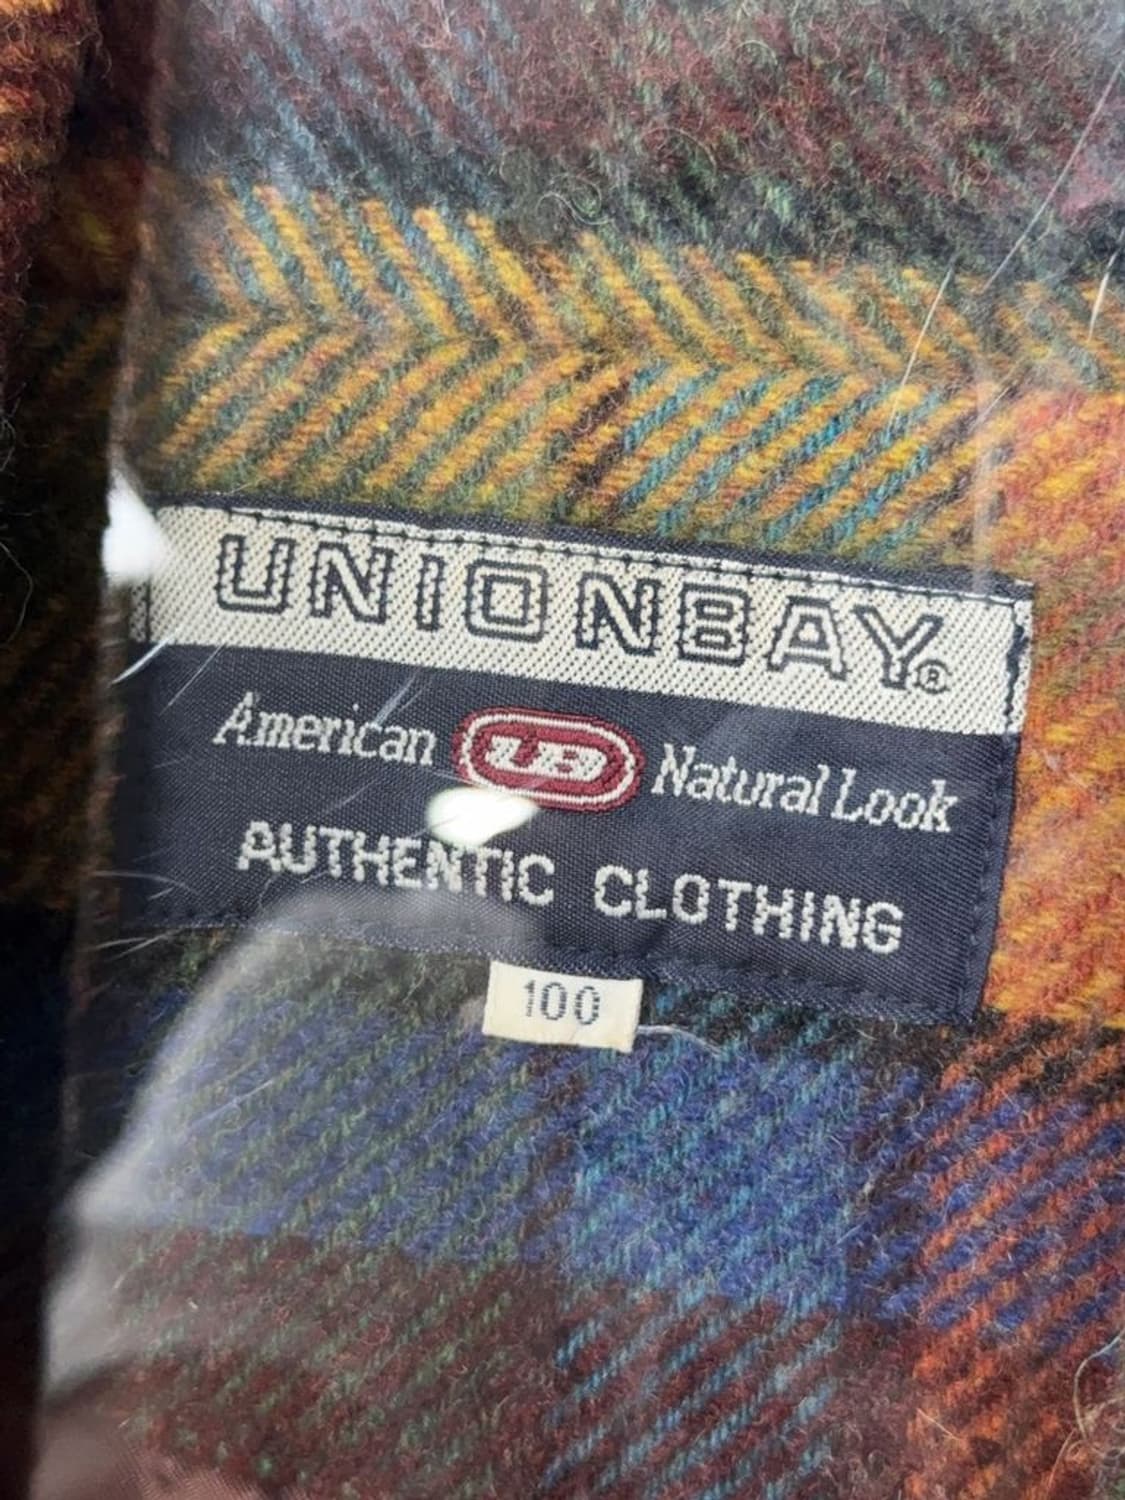 UNIONBAY®
American UB Natural Look
AUTHENTIC CLOTHING
100